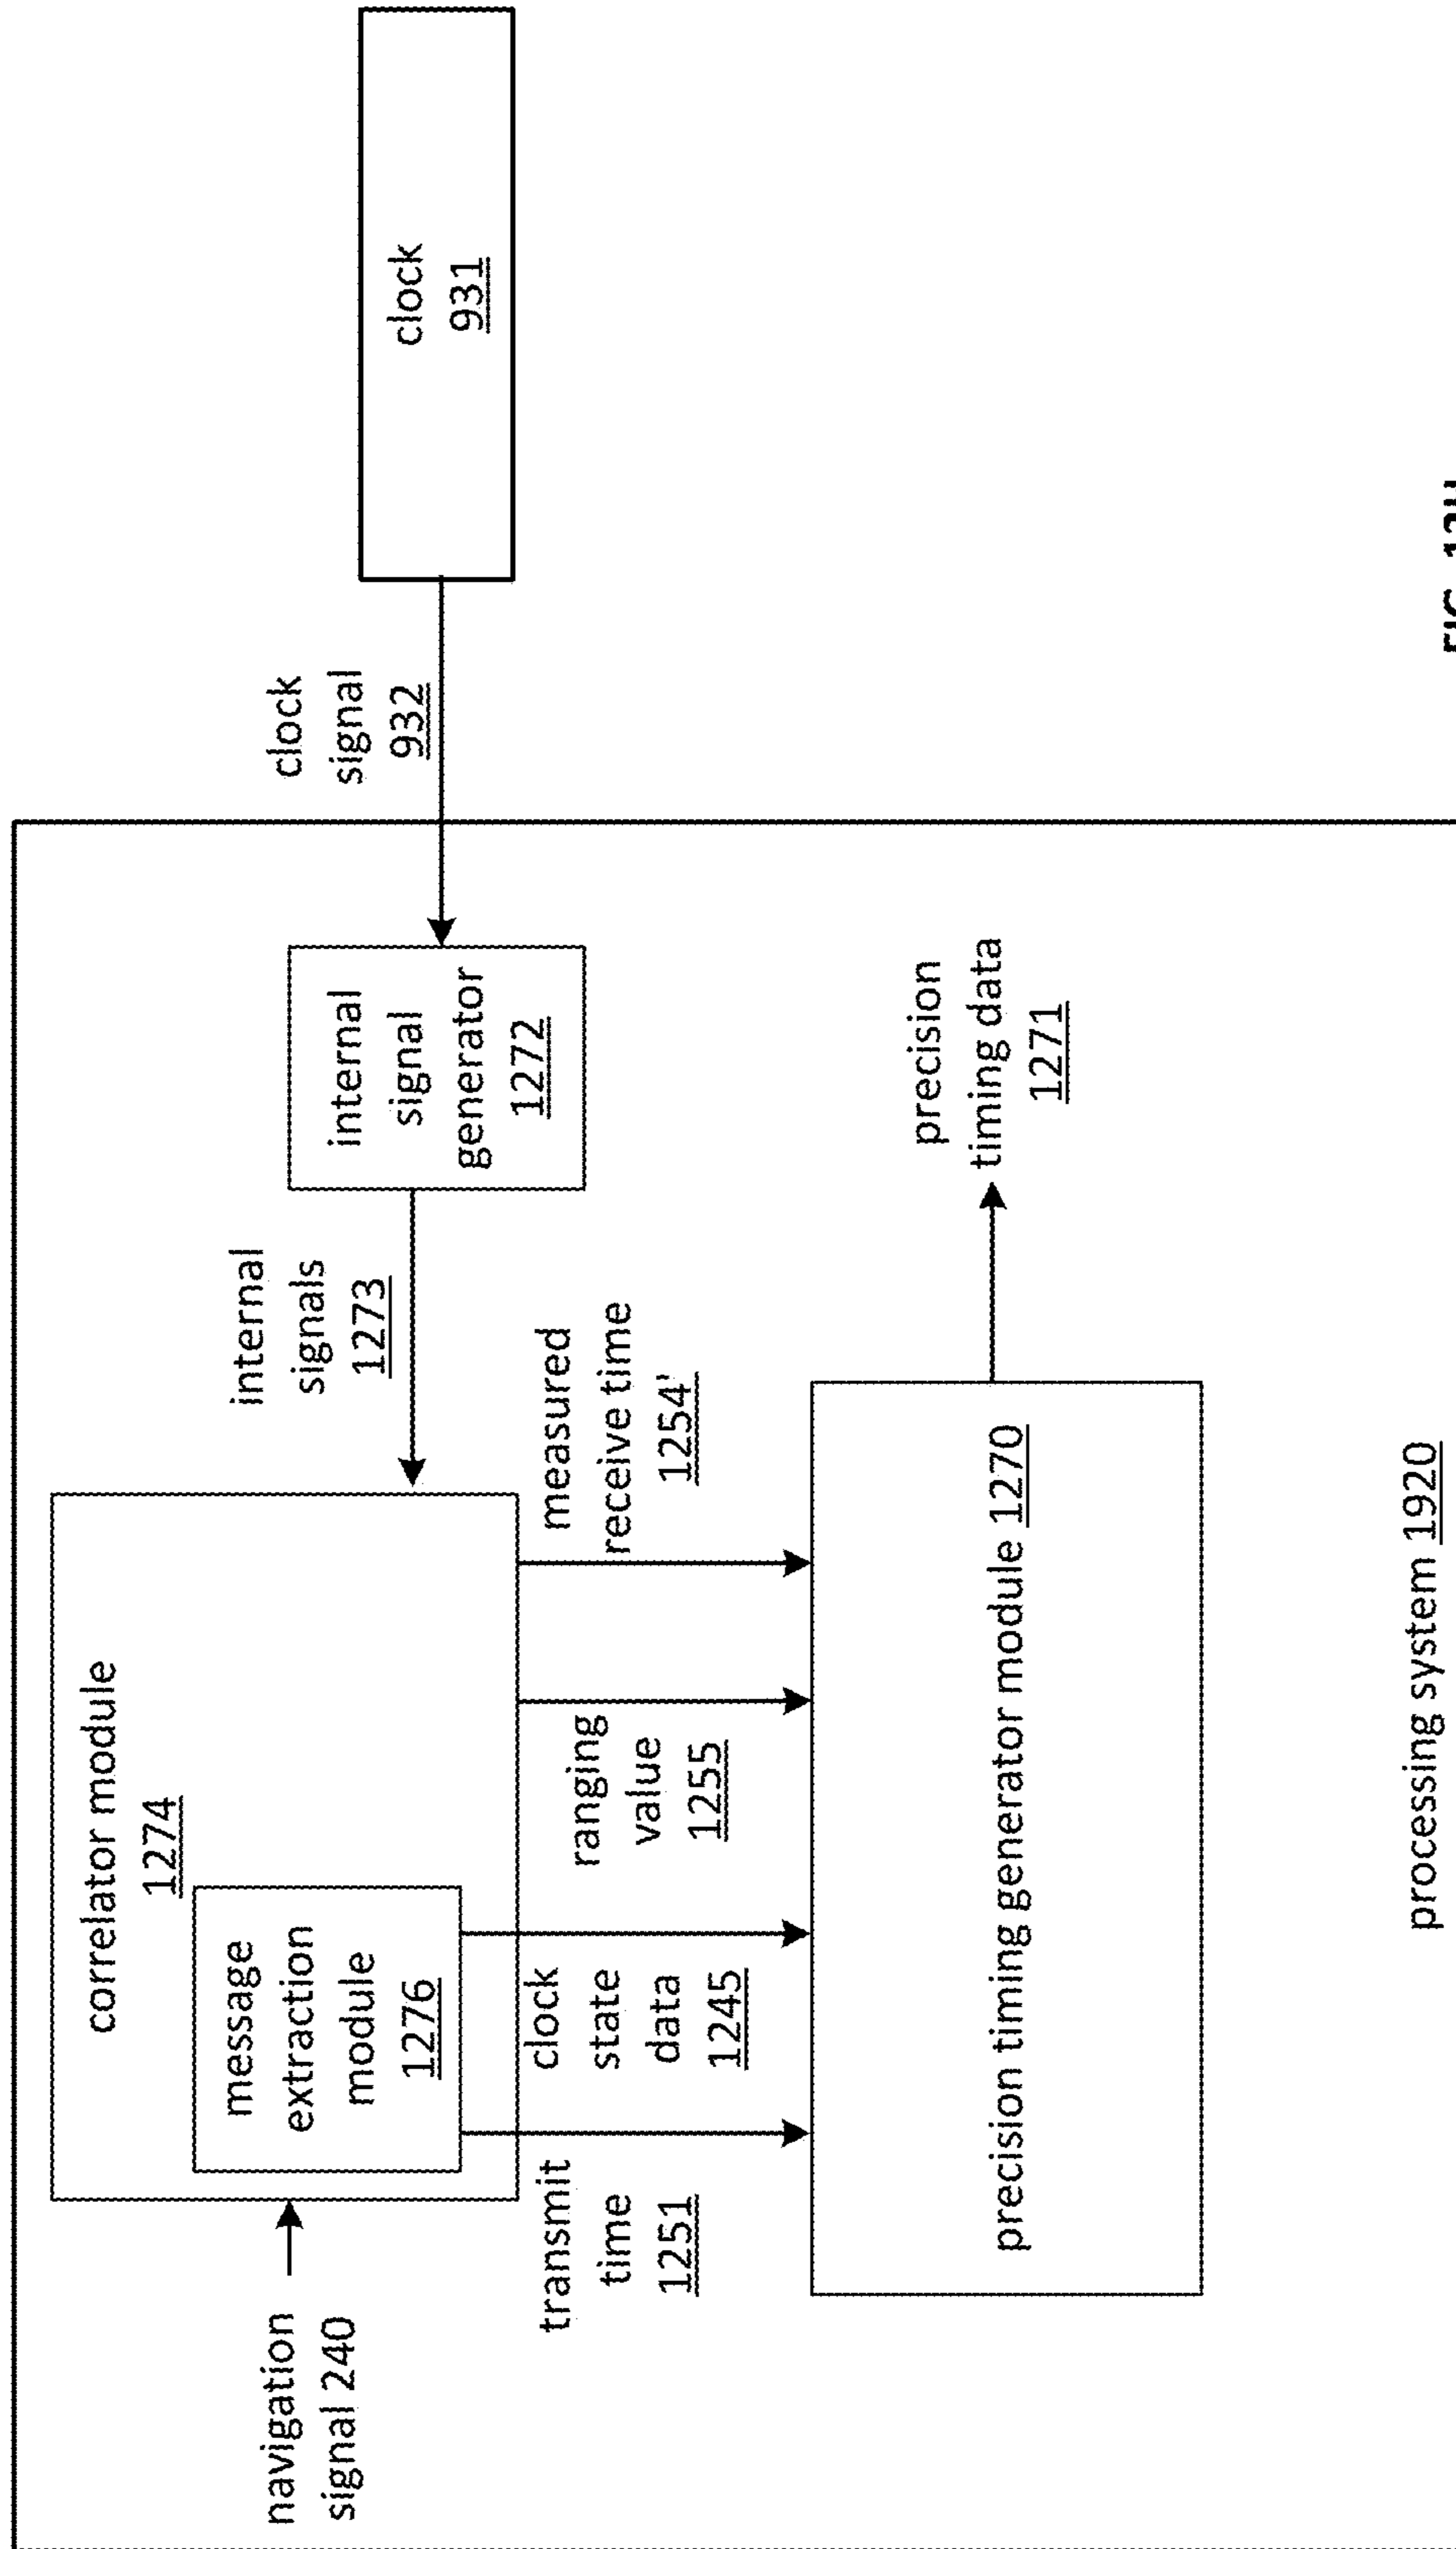 navigation
signal 240
correlator module
1274
message
extraction
module
1276
internal
signals
1273
internal
signal
generator
1272
clock
signal
932
clock
931
transmit
time
1251
clock
state
data
1245
ranging
value
1255
measured
receive time
1254'
precision timing generator module 1270
precision
timing data
1271
processing system 1920